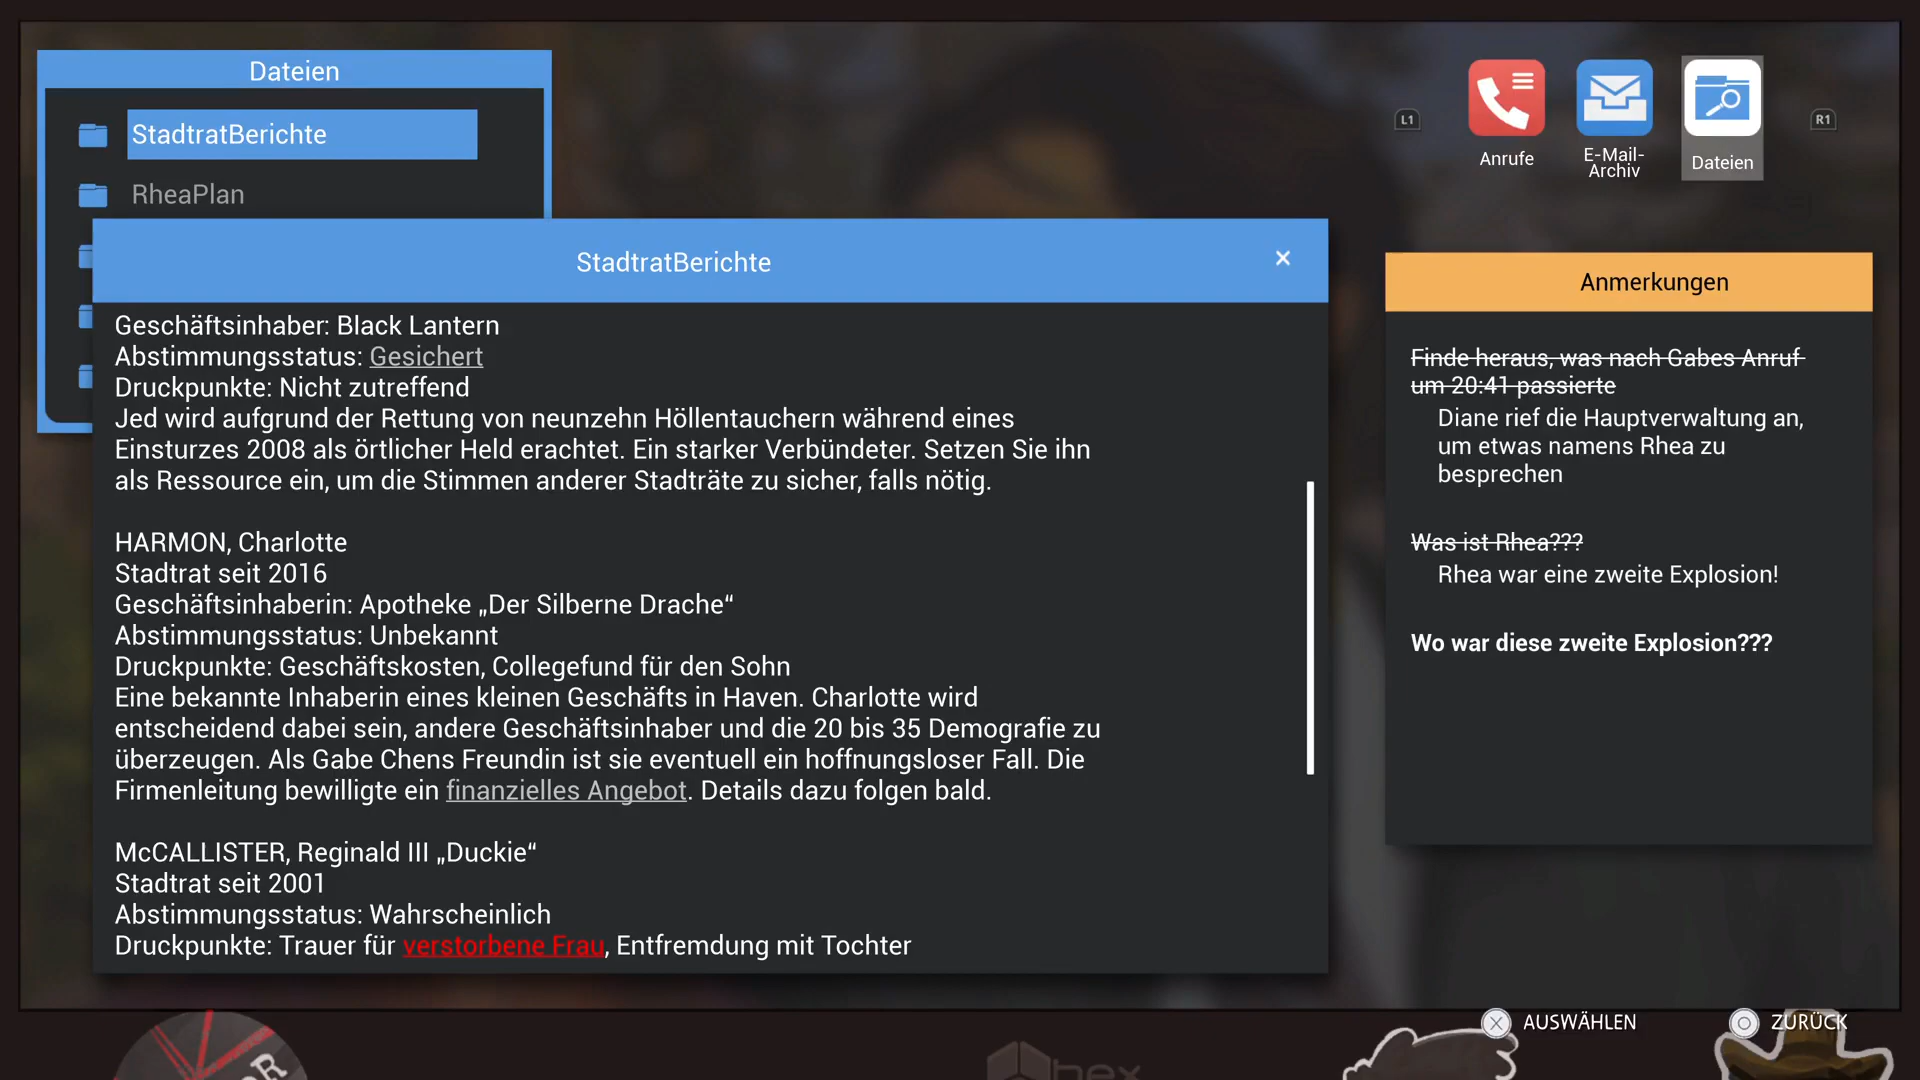 Dateien
StadtratBerichte
RheaPlan
L1
Anrufe
E-Mail-
Archiv
Dateien
R1
StadtratBerichte
×
Geschäftsinhaber: Black Lantern
Abstimmungsstatus: Gesichert
Druckpunkte: Nicht zutreffend
Jed wird aufgrund der Rettung von neunzehn Höllentauchern während eines
Einsturzes 2008 als örtlicher Held erachtet. Ein starker Verbündeter. Setzen Sie ihn
als Ressource ein, um die Stimmen anderer Stadträte zu sicher, falls nötig.
HARMON, Charlotte
Stadtrat seit 2016
Geschäftsinhaberin: Apotheke „Der Silberne Drache“
Abstimmungsstatus: Unbekannt
Druckpunkte: Geschäftskosten, Collegefund für den Sohn
Eine bekannte Inhaberin eines kleinen Geschäfts in Haven. Charlotte wird
entscheidend dabei sein, andere Geschäftsinhaber und die 20 bis 35 Demografie zu
überzeugen. Als Gabe Chens Freundin ist sie eventuell ein hoffnungsloser Fall. Die
Firmenleitung bewilligte ein finanzielles Angebot. Details dazu folgen bald.
McCALLISTER, Reginald III „Duckie“
Stadtrat seit 2001
Abstimmungsstatus: Wahrscheinlich
Druckpunkte: Trauer für verstorbene Frau, Entfremdung mit Tochter
Anmerkungen
Finde heraus, was nach Gabes Anruf
um 20:41 passierte
Diane rief die Hauptverwaltung an,
um etwas namens Rhea zu
besprechen
Was ist Rhea???
Rhea war eine zweite Explosion!
Wo war diese zweite Explosion???
AUSWÄHLEN
ZURÜCK
hex